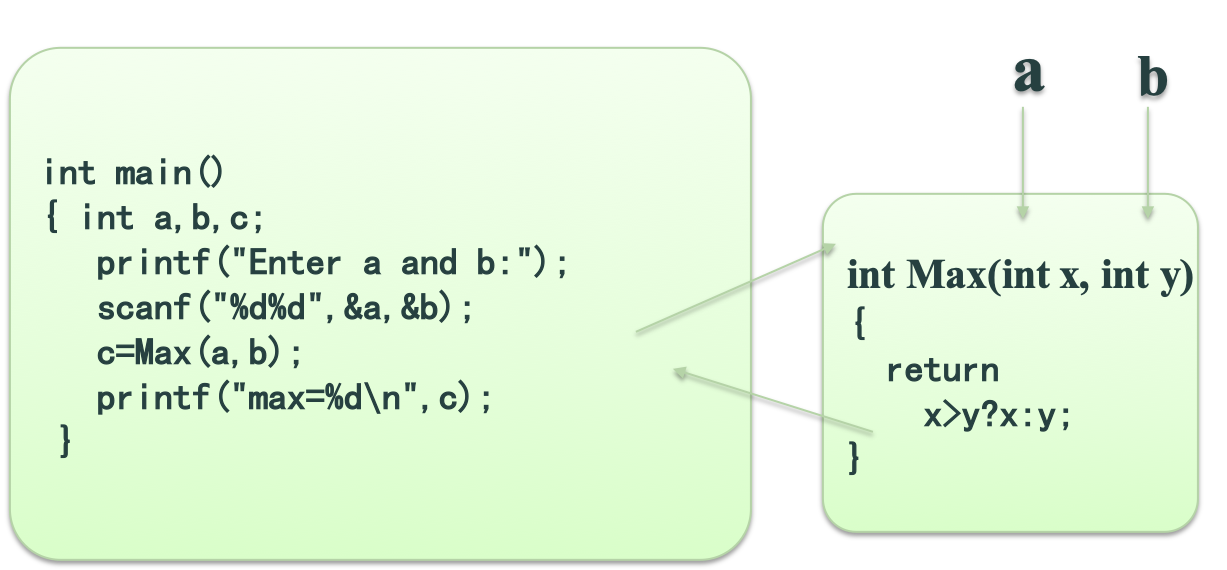 int main()
{ int a,b,c;
printf("Enter a and b:");
scanf("%d%d",&a,&b);
c=Max(a,b);
printf("max=%d\n",c);
}
a b
int Max(int x, int y)
{
return
x>y?x:y;
}